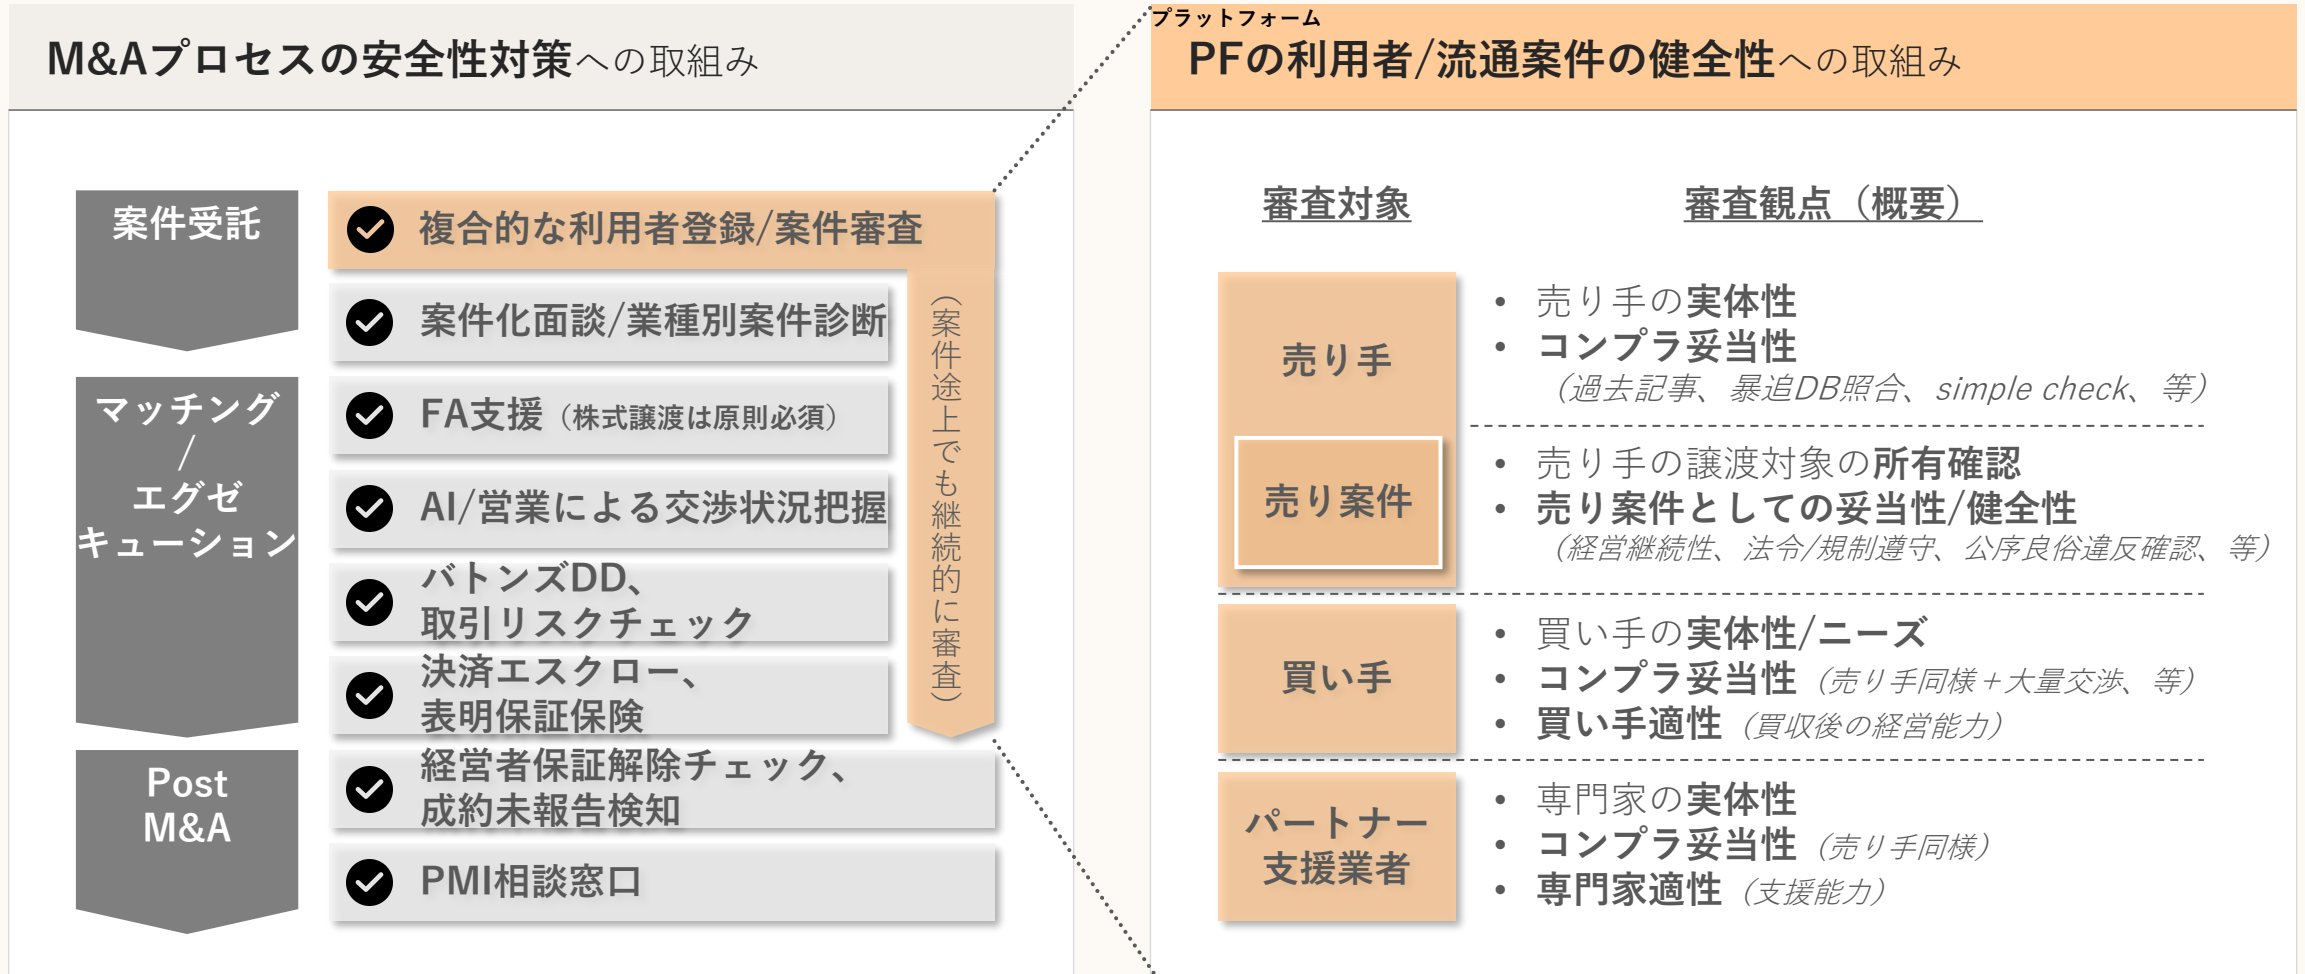 M&Aプロセスの安全性対策への取組み
案件受託
複合的な利用者登録/案件審査
案件化面談/業種別案件診断
マッチング
/
エグゼ
キューション
FA支援（株式譲渡は原則必須）
AI/営業による交渉状況把握
バトンズDD、
取引リスクチェック
決済エスクロー、
表明保証保険
（案件途上でも継続的に審査）
Post
M&A
経営者保証解除チェック、
成約未報告検知
PMI相談窓口
プラットフォーム
PFの利用者/流通案件の健全性への取組み
審査対象
審査観点（概要）
売り手
• 売り手の実体性
• コンプラ妥当性
（過去記事、暴追DB照合、simple check、等）
売り案件
• 売り手の譲渡対象の所有確認
• 売り案件としての妥当性/健全性
（経営継続性、法令/規制遵守、公序良俗違反確認、等）
買い手
• 買い手の実体性/ニーズ
• コンプラ妥当性（売り手同様＋大量交渉、等）
• 買い手適性（買収後の経営能力）
パートナー
支援業者
• 専門家の実体性
• コンプラ妥当性（売り手同様）
• 専門家適性（支援能力）